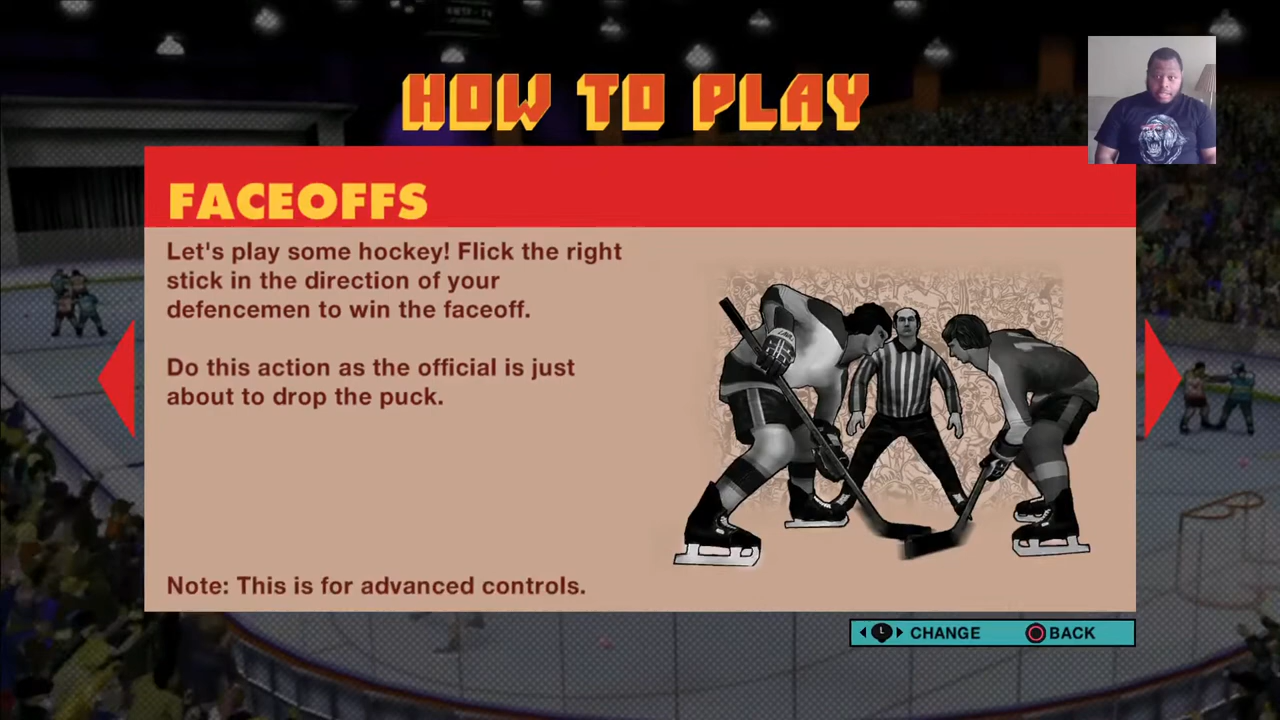 HOW TO PLAY
FACEOFFS
Let's play some hockey! Flick the right
stick in the direction of your
defencemen to win the faceoff.
Do this action as the official is just
about to drop the puck.
Note: This is for advanced controls.
L CHANGE BACK